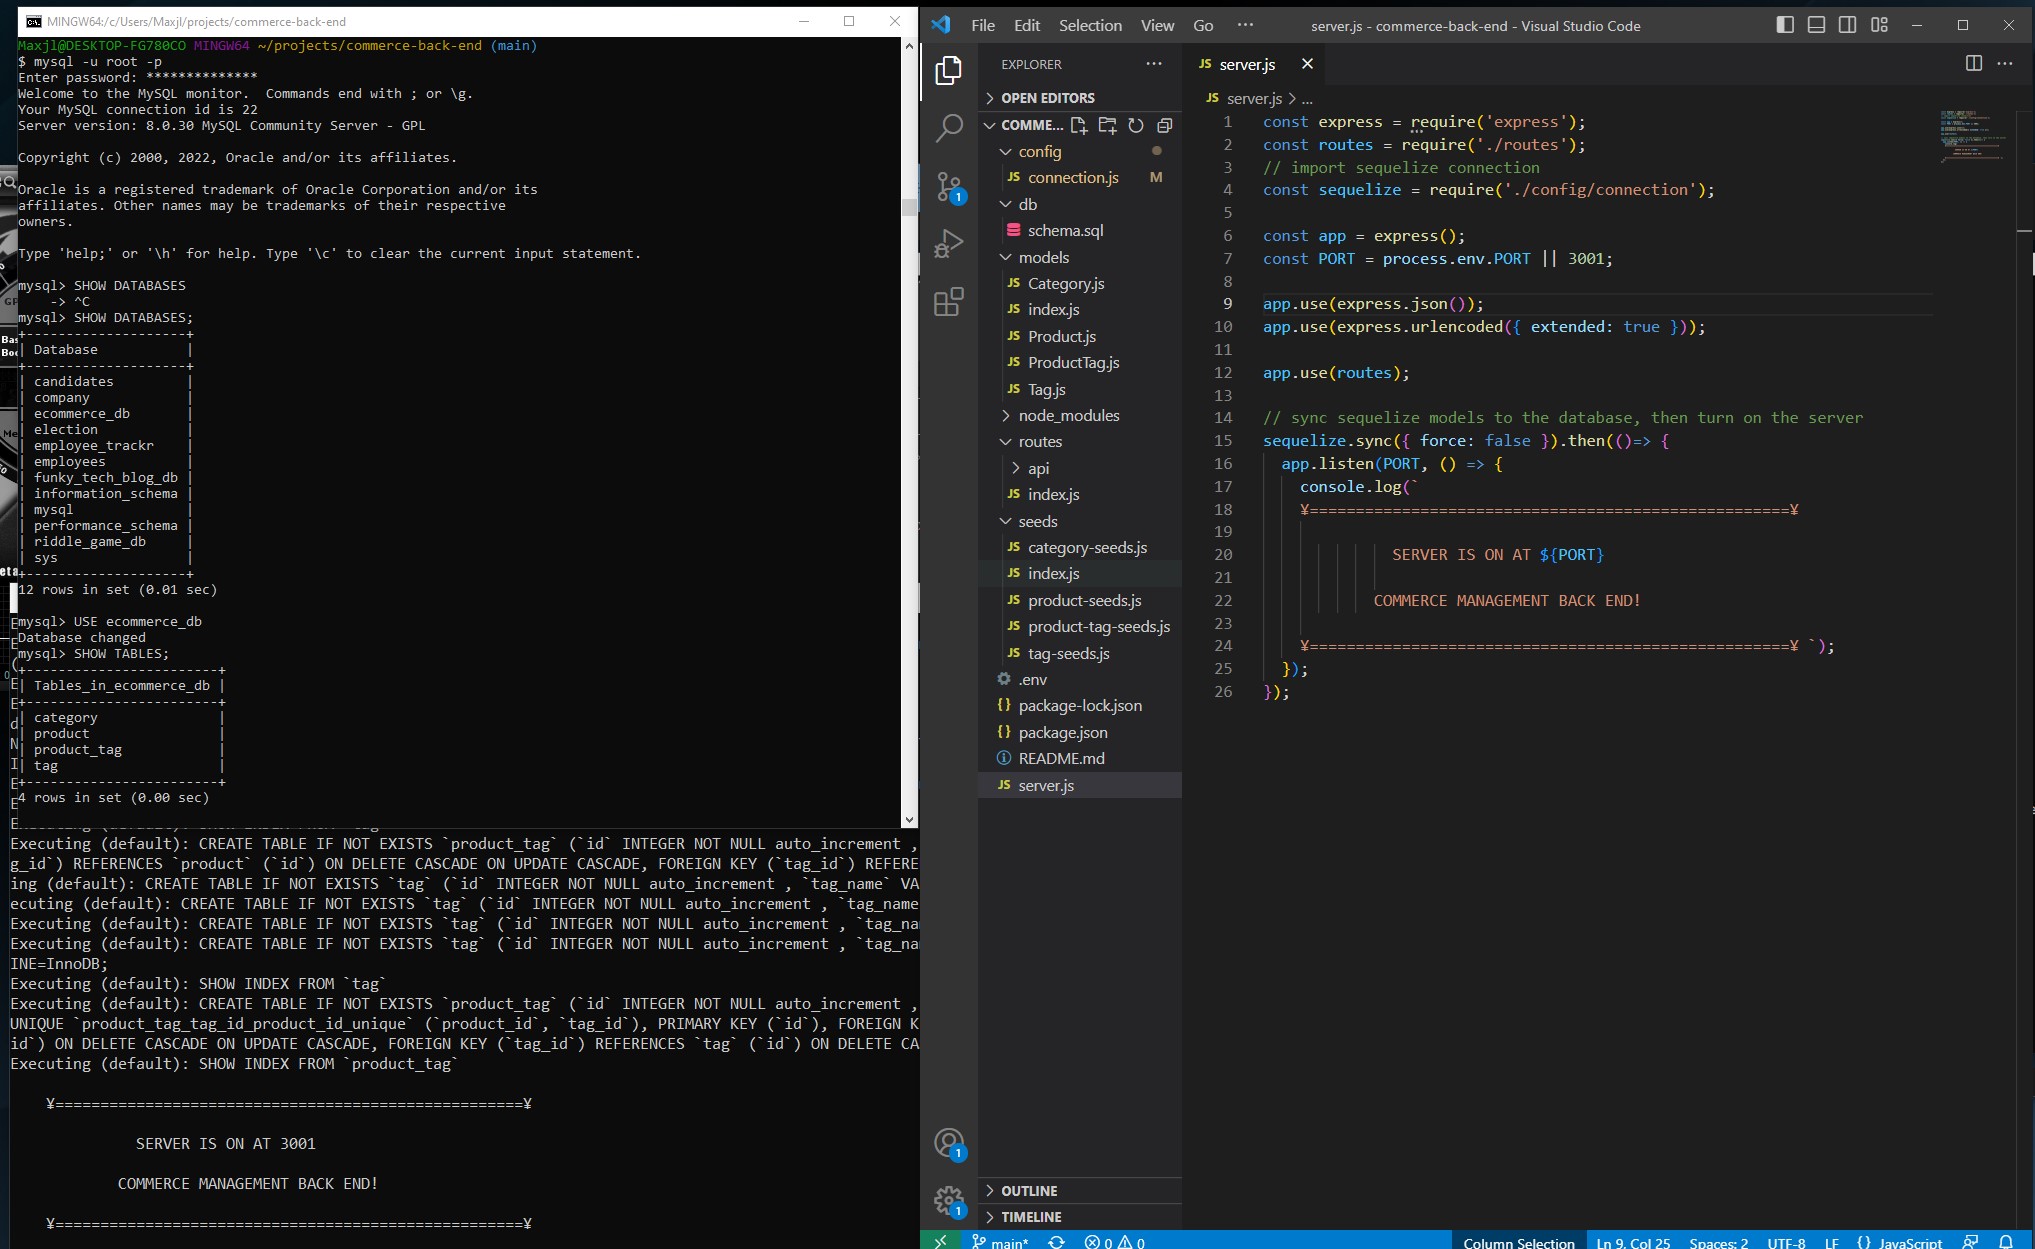 MINGW64:/c/Users/Maxjl/projects/commerce-back-end
Maxjl@DESKTOP-FG780CO MINGW64 ~/projects/commerce-back-end (main)
$ mysql -u root -p
Enter password: **************
Welcome to the MySQL monitor.  Commands end with ; or \g.
Your MySQL connection id is 22
Server version: 8.0.30 MySQL Community Server - GPL
Copyright (c) 2000, 2022, Oracle and/or its affiliates.
Oracle is a registered trademark of Oracle Corporation and/or its
affiliates. Other names may be trademarks of their respective
owners.
Type 'help;' or '\h' for help. Type '\c' to clear the current input statement.
mysql> SHOW DATABASES
    -> ^C
mysql> SHOW DATABASES;
+--------------------+
| Database           |
+--------------------+
| candidates         |
| company            |
| ecommerce_db       |
| election           |
| employee_trackr    |
| employees          |
| funky_tech_blog_db |
| information_schema |
| mysql              |
| performance_schema |
| riddle_game_db     |
| sys                |
+--------------------+
12 rows in set (0.01 sec)
mysql> USE ecommerce_db
Database changed
mysql> SHOW TABLES;
+------------------------+
| Tables_in_ecommerce_db |
+------------------------+
| category               |
| product                |
| product_tag            |
| tag                    |
+------------------------+
4 rows in set (0.00 sec)
Executing (default): CREATE TABLE IF NOT EXISTS `product_tag` (`id` INTEGER NOT NULL auto_increment ,
g_id`) REFERENCES `product` (`id`) ON DELETE CASCADE ON UPDATE CASCADE, FOREIGN KEY (`tag_id`) REFERE
ing (default): CREATE TABLE IF NOT EXISTS `tag` (`id` INTEGER NOT NULL auto_increment , `tag_name` VA
ecuting (default): CREATE TABLE IF NOT EXISTS `tag` (`id` INTEGER NOT NULL auto_increment , `tag_name
Executing (default): CREATE TABLE IF NOT EXISTS `tag` (`id` INTEGER NOT NULL auto_increment , `tag_na
Executing (default): CREATE TABLE IF NOT EXISTS `tag` (`id` INTEGER NOT NULL auto_increment , `tag_na
INE=InnoDB;
Executing (default): SHOW INDEX FROM `tag`
Executing (default): CREATE TABLE IF NOT EXISTS `product_tag` (`id` INTEGER NOT NULL auto_increment ,
UNIQUE `product_tag_tag_id_product_id_unique` (`product_id`, `tag_id`), PRIMARY KEY (`id`), FOREIGN K
id`) ON DELETE CASCADE ON UPDATE CASCADE, FOREIGN KEY (`tag_id`) REFERENCES `tag` (`id`) ON DELETE CA
Executing (default): SHOW INDEX FROM `product_tag`
¥====================================================¥
SERVER IS ON AT 3001
COMMERCE MANAGEMENT BACK END!
¥====================================================¥
File Edit Selection View Go ··· server.js - commerce-back-end - Visual Studio Code
EXPLORER ···
OPEN EDITORS
COMME...
config
JS connection.js M
db
schema.sql
models
JS Category.js
JS index.js
JS Product.js
JS ProductTag.js
JS Tag.js
node_modules
routes
api
JS index.js
seeds
JS category-seeds.js
JS index.js
JS product-seeds.js
JS product-tag-seeds.js
JS tag-seeds.js
.env
{} package-lock.json
{} package.json
README.md
JS server.js
OUTLINE
TIMELINE
1
1
1
JS server.js
JS server.js > ...
1 const express = require('express');
2 const routes = require('./routes');
3 // import sequelize connection
4 const sequelize = require('./config/connection');
5
6 const app = express();
7 const PORT = process.env.PORT || 3001;
8
9 app.use(express.json());
10 app.use(express.urlencoded({ extended: true }));
11
12 app.use(routes);
13
14 // sync sequelize models to the database, then turn on the server
15 sequelize.sync({ force: false }).then(()=> {
16 app.listen(PORT, () => {
17 console.log(`
18 ¥====================================================¥
19
20 SERVER IS ON AT ${PORT}
21
22 COMMERCE MANAGEMENT BACK END!
23
24 ¥====================================================¥ `);
25 });
26 });
main* 0 0 Column Selection Ln 9, Col 25 Spaces: 2 UTF-8 LF {} JavaScript